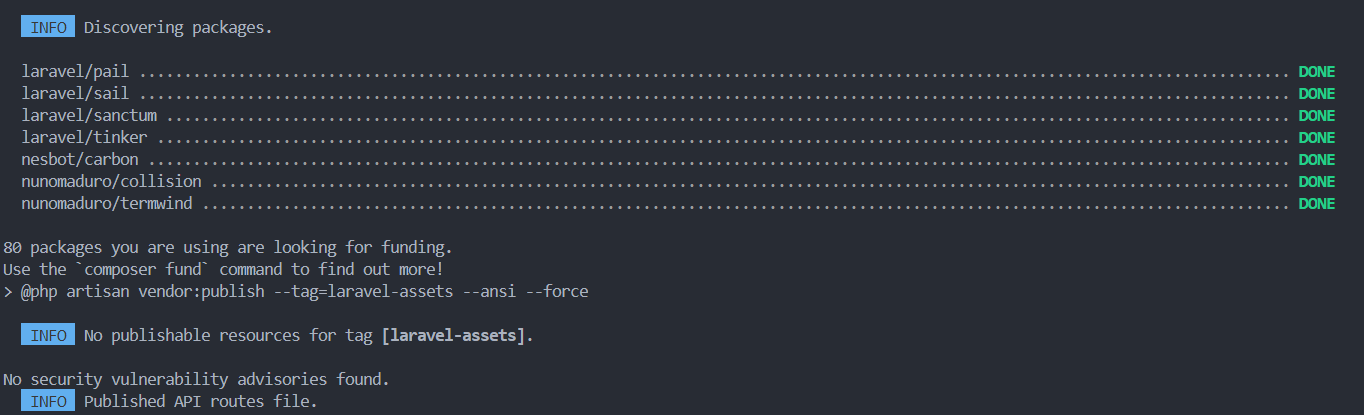 INFO Discovering packages.
laravel/pail ................................................................................................................................ DONE
laravel/sail ................................................................................................................................ DONE
laravel/sanctum ............................................................................................................................. DONE
laravel/tinker .............................................................................................................................. DONE
nesbot/carbon ............................................................................................................................... DONE
nunomaduro/collision ........................................................................................................................ DONE
nunomaduro/termwind ......................................................................................................................... DONE
80 packages you are using are looking for funding.
Use the `composer fund` command to find out more!
> @php artisan vendor:publish --tag=laravel-assets --ansi --force
INFO No publishable resources for tag [laravel-assets].
No security vulnerability advisories found.
INFO Published API routes file.